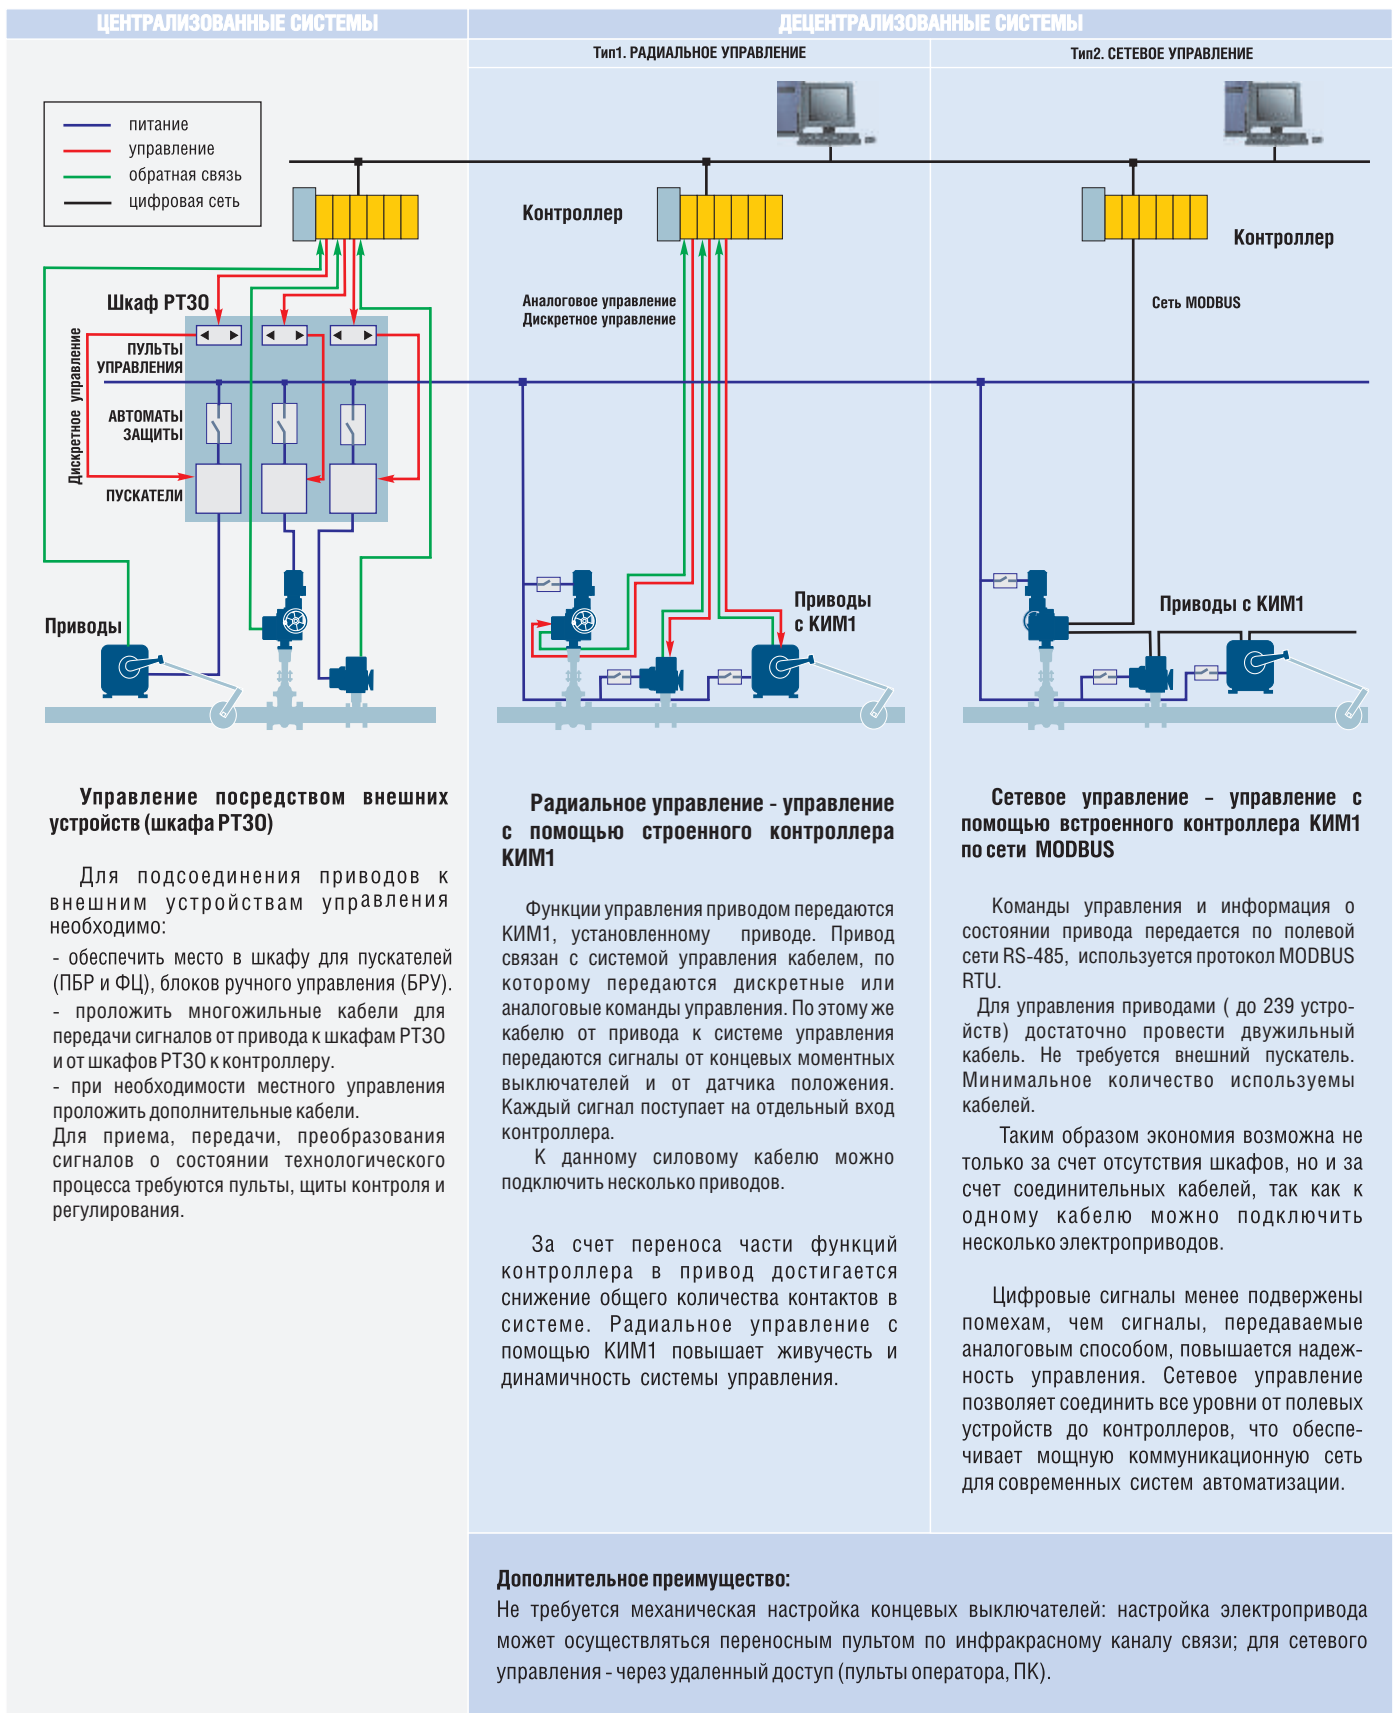 ЦЕНТРАЛИЗОВАННЫЕ СИСТЕМЫ
ДЕЦЕНТРАЛИЗОВАННЫЕ СИСТЕМЫ
Тип1. РАДИАЛЬНОЕ УПРАВЛЕНИЕ
Тип2. СЕТЕВОЕ УПРАВЛЕНИЕ
питание
управление
обратная связь
цифровая сеть
Шкаф РТЗО
Дискретное управление
ПУЛЬТЫ
УПРАВЛЕНИЯ
АВТОМАТЫ
ЗАЩИТЫ
ПУСКАТЕЛИ
Приводы
Контроллер
Аналоговое управление
Дискретное управление
Приводы
с КИМ1
Контроллер
Сеть MODBUS
Приводы с КИМ1
Управление посредством внешних
устройств (шкафа РТЗО)
Для подсоединения приводов к
внешним устройствам управления
необходимо:
- обеспечить место в шкафу для пускателей
(ПБР и ФЦ), блоков ручного управления (БРУ).
- проложить многожильные кабели для
передачи сигналов от привода к шкафам РТЗО
и от шкафов РТЗО к контроллеру.
- при необходимости местного управления
проложить дополнительные кабели.
Для приема, передачи, преобразования
сигналов о состоянии технологического
процесса требуются пульты, щиты контроля и
регулирования.
Радиальное управление - управление
с помощью строенного контроллера
КИМ1
Функции управления приводом передаются
КИМ1, установленному приводе. Привод
связан с системой управления кабелем, по
которому передаются дискретные или
аналоговые команды управления. По этому же
кабелю от привода к системе управления
передаются сигналы от концевых моментных
выключателей и от датчика положения.
Каждый сигнал поступает на отдельный вход
контроллера.
К данному силовому кабелю можно
подключить несколько приводов.
За счет переноса части функций
контроллера в привод достигается
снижение общего количества контактов в
системе. Радиальное управление с
помощью КИМ1 повышает живучесть и
динамичность системы управления.
Сетевое управление – управление с
помощью встроенного контроллера КИМ1
по сети MODBUS
Команды управления и информация о
состоянии привода передается по полевой
сети RS-485, используется протокол MODBUS
RTU.
Для управления приводами ( до 239 устро-
йств) достаточно провести двужильный
кабель. Не требуется внешний пускатель.
Минимальное количество используемы
кабелей.
Таким образом экономия возможна не
только за счет отсутствия шкафов, но и за
счет соединительных кабелей, так как к
одному кабелю можно подключить
несколько электроприводов.
Цифровые сигналы менее подвержены
помехам, чем сигналы, передаваемые
аналоговым способом, повышается надеж-
ность управления. Сетевое управление
позволяет соединить все уровни от полевых
устройств до контроллеров, что обеспе-
чивает мощную коммуникационную сеть
для современных систем автоматизации.
Дополнительное преимущество:
Не требуется механическая настройка концевых выключателей: настройка электропривода
может осуществляться переносным пультом по инфракрасному каналу связи; для сетевого
управления - через удаленный доступ (пульты оператора, ПК).